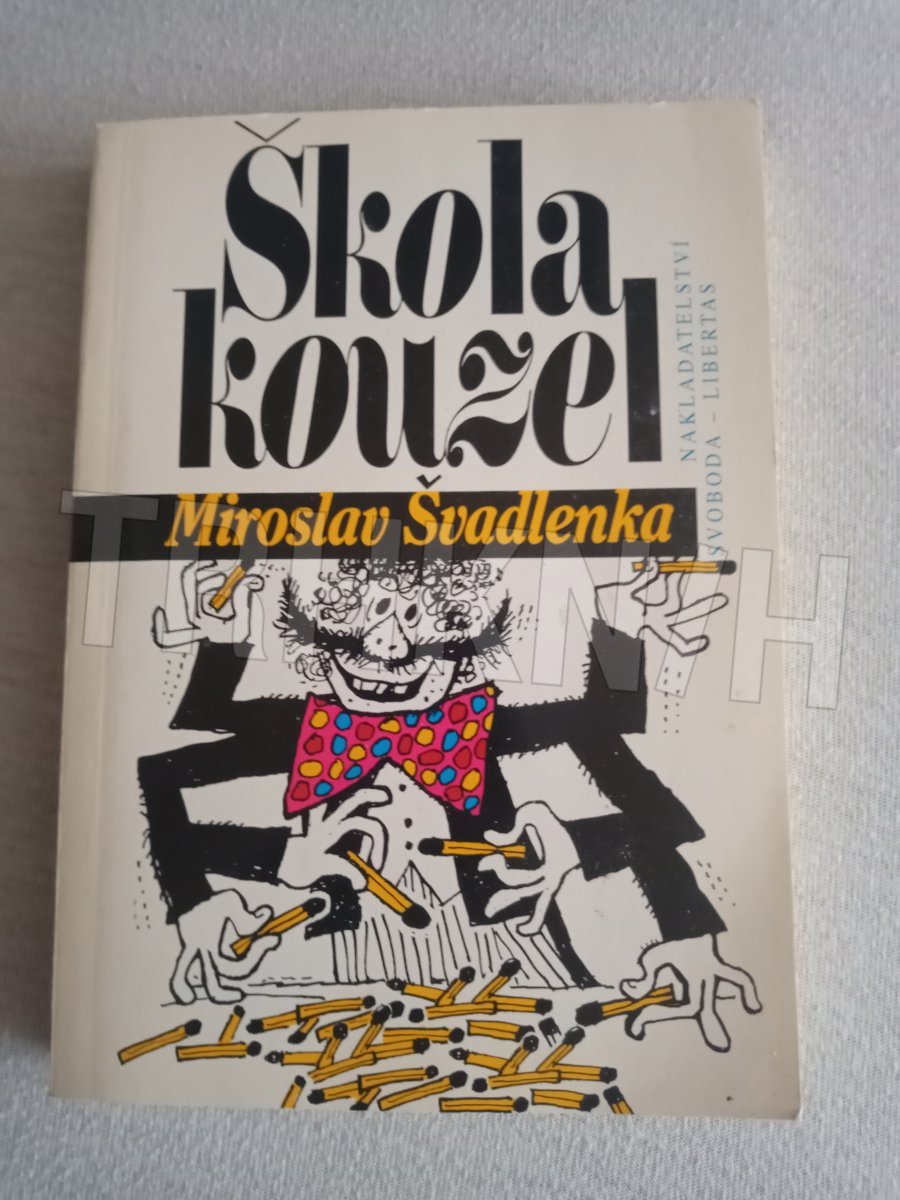 Škola
kouzel
NAKLADATELSTVÍ
SVOBODA – LIBERTAS
Miroslav Švadlenka